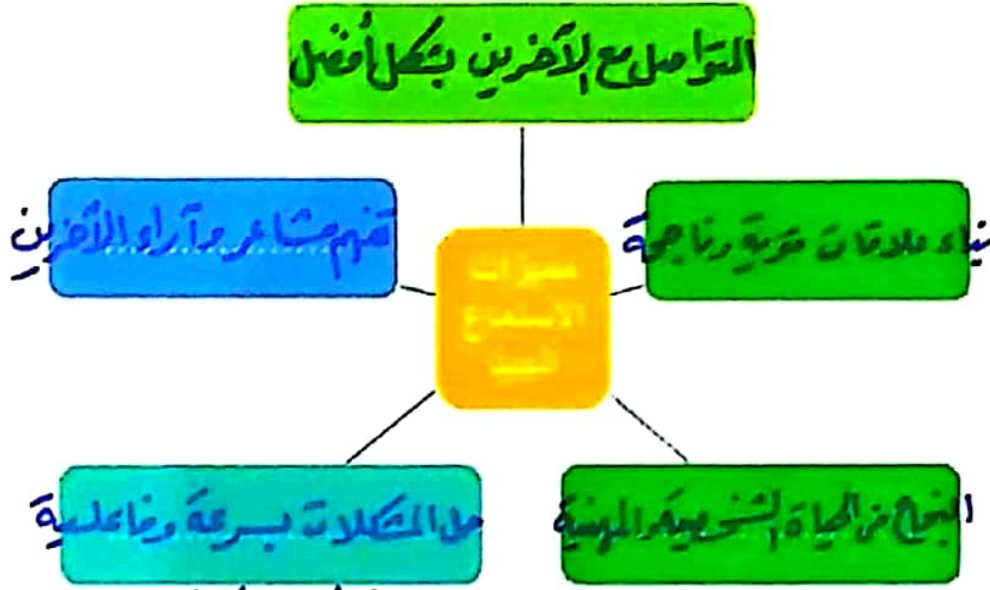 التواصل مع الآخرين بشكل أفضل
تفهم مشاعر وآراء الآخرين
بناء علاقات قوية وناجحة
مميزات
الاستماع
الجيد
حل المشكلات بسرعة وفاعلية
النجاح في الحياة الشخصية والمهنية